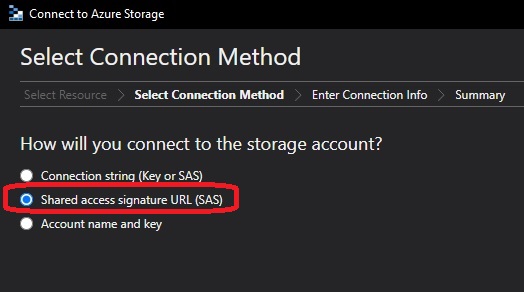 Connect to Azure Storage
Select Connection Method
Select Resource > Select Connection Method > Enter Connection Info > Summary
How will you connect to the storage account?
Connection string (Key or SAS)
Shared access signature URL (SAS)
Account name and key